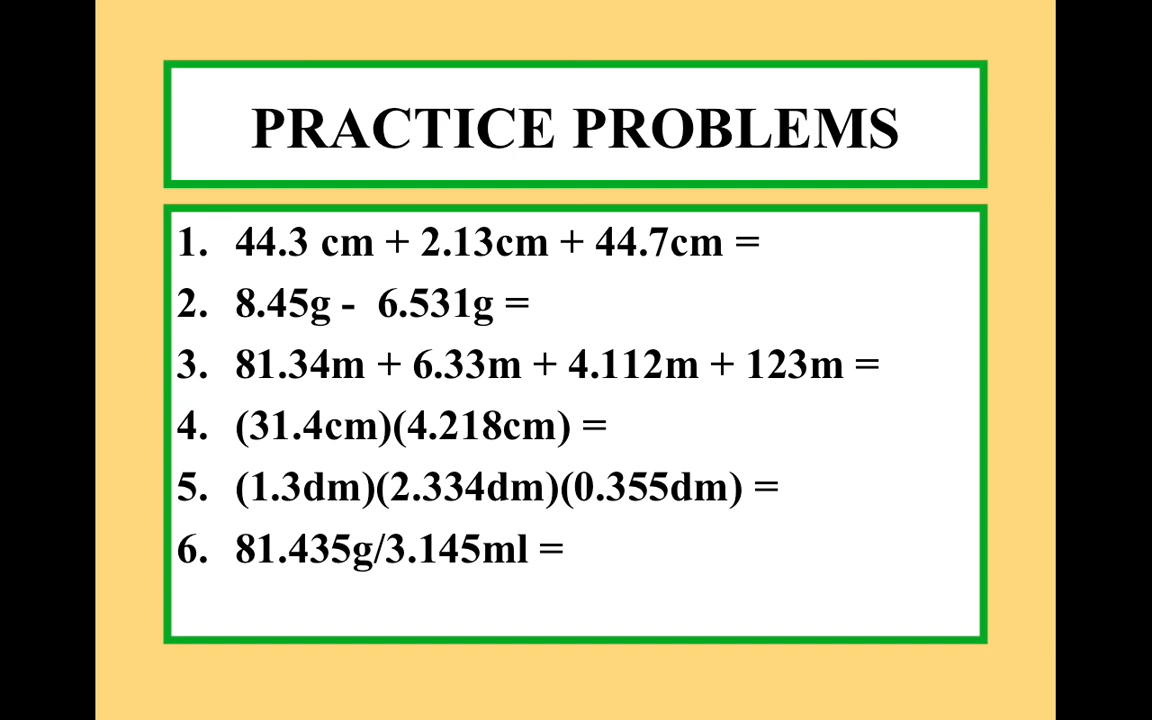 PRACTICE PROBLEMS
1. 44.3 cm + 2.13cm + 44.7cm =
2. 8.45g - 6.531g =
3. 81.34m + 6.33m + 4.112m + 123m =
4. (31.4cm)(4.218cm) =
5. (1.3dm)(2.334dm)(0.355dm) =
6. 81.435g/3.145ml =